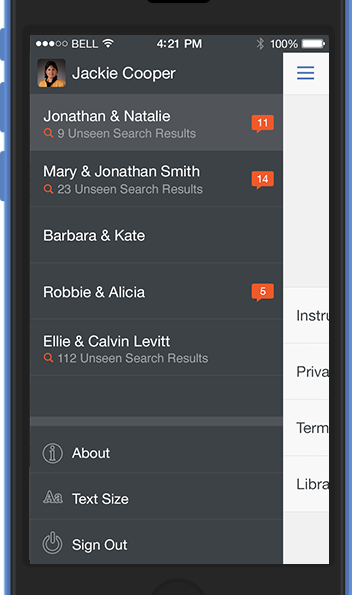 BELL 4:21 PM 100%
Jackie Cooper
Jonathan & Natalie
11
9 Unseen Search Results
Mary & Jonathan Smith
14
23 Unseen Search Results
Barbara & Kate
Robbie & Alicia
5
Ellie & Calvin Levitt
112 Unseen Search Results
Instru
Priva
Term
Libra
About
Aa Text Size
Sign Out